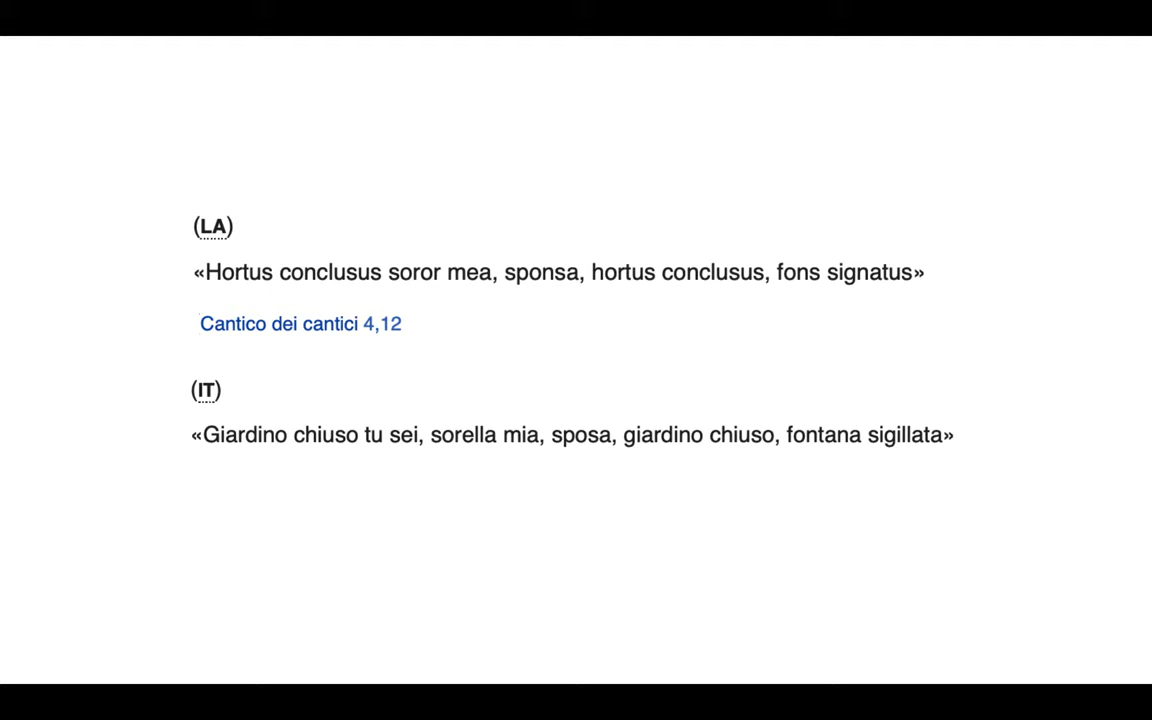 (LA)
«Hortus conclusus soror mea, sponsa, hortus conclusus, fons signatus»
Cantico dei cantici 4,12
(IT)
«Giardino chiuso tu sei, sorella mia, sposa, giardino chiuso, fontana sigillata»